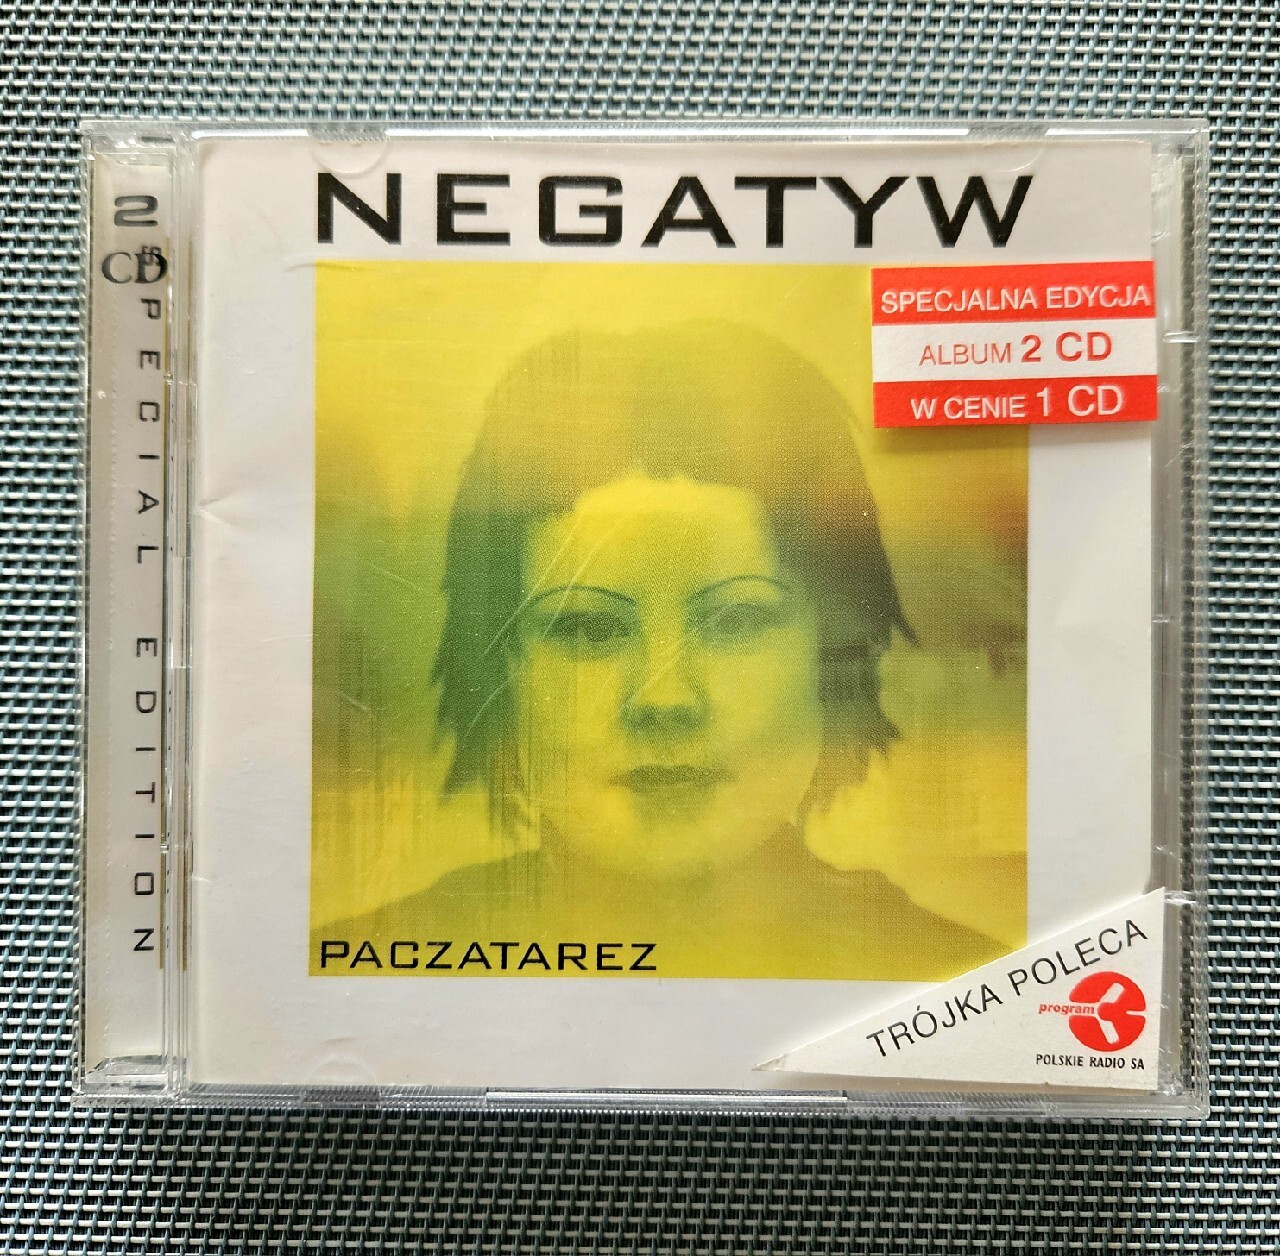 NEGATYW
SPECJALNA EDYCJA
ALBUM 2 CD
W CENIE 1 CD
2
CD
SPECIAL EDITION
PACZATAREZ
TRÓJKA POLECA
program
POLSKIE RADIO SA